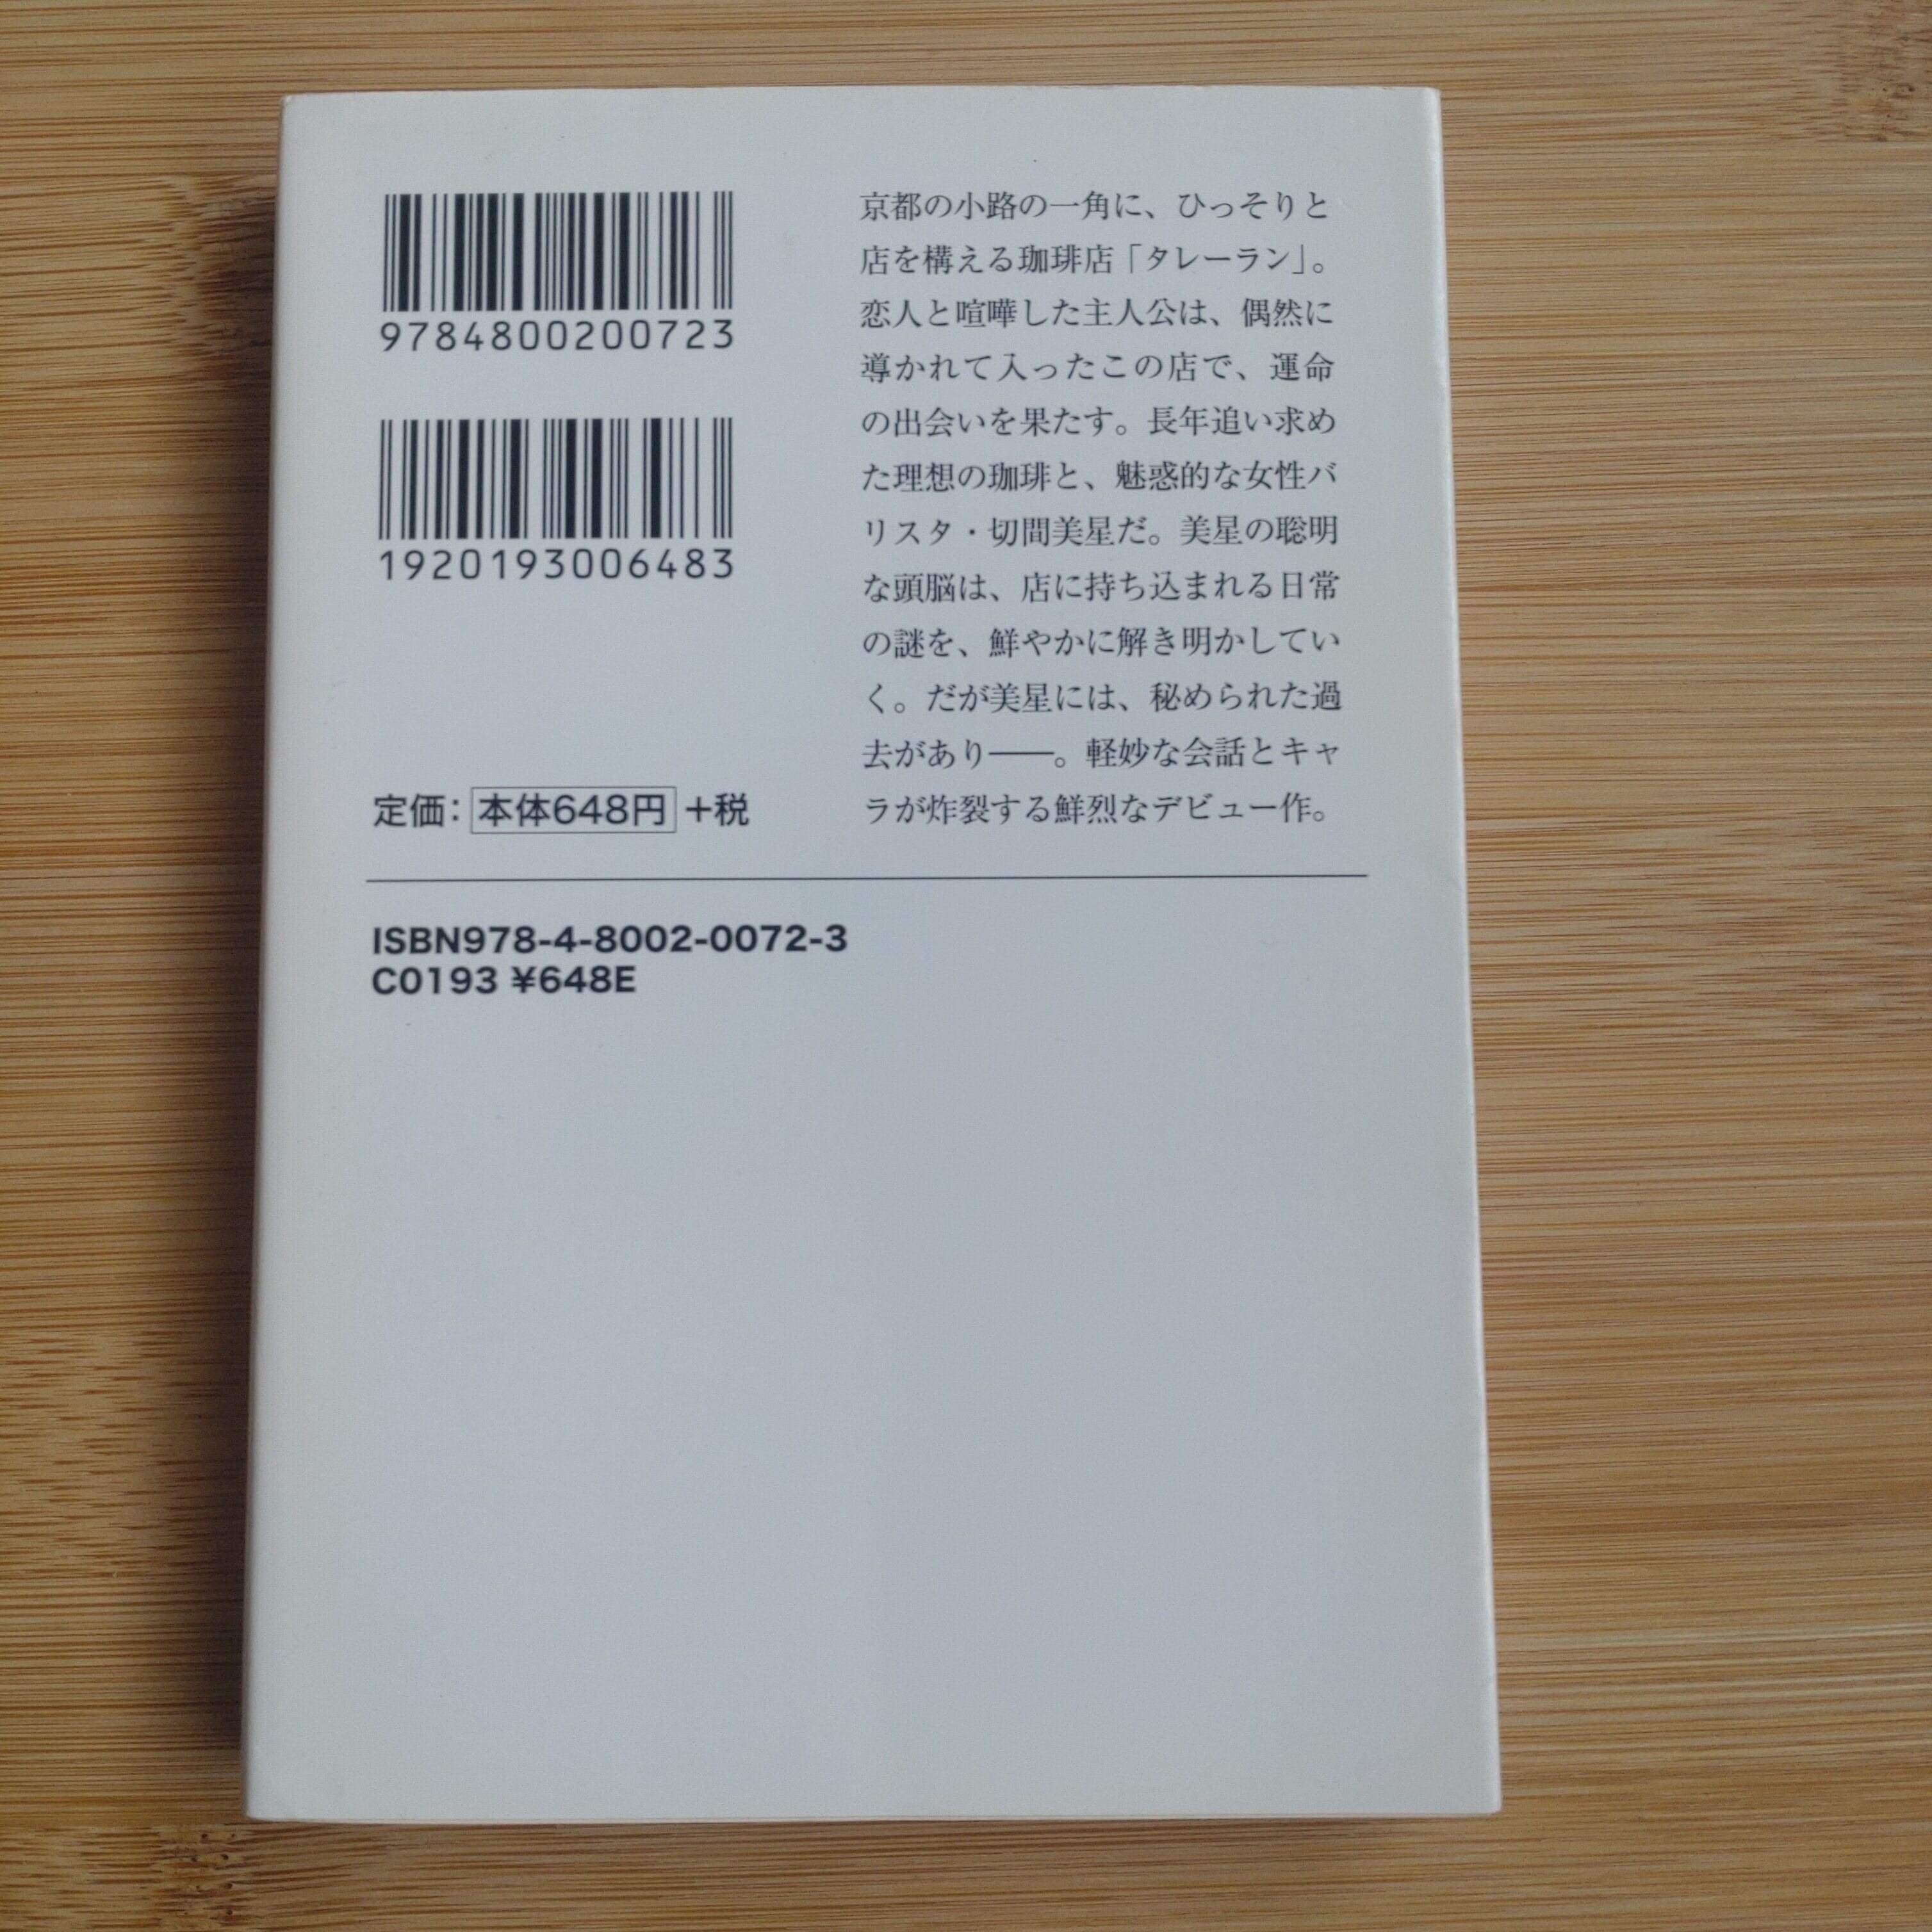 9784800200723
1920193006483
定価：本体648円+税
京都の小路の一角に、ひっそりと
店を構える珈琲店「タレーラン」。
恋人と喧嘩した主人公は、偶然に
導かれて入ったこの店で、運命
の出会いを果たす。長年追い求め
た理想の珈琲と、魅惑的な女性バ
リスタ・切間美星だ。美星の聡明
な頭脳は、店に持ち込まれる日常
の謎を、鮮やかに解き明かしてい
く。だが美星には、秘められた過
去があり――。軽妙な会話とキャ
ラが炸裂する鮮烈なデビュー作。
ISBN978-4-8002-0072-3
C0193 ¥648E